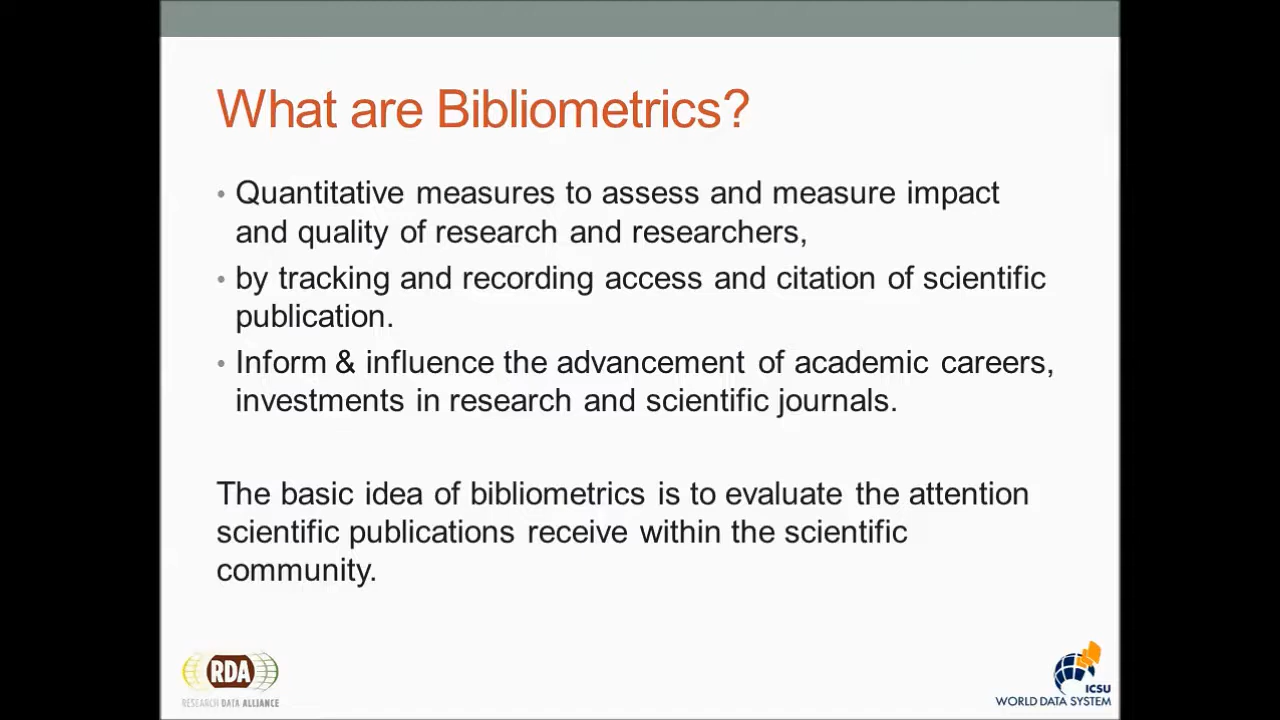 What are Bibliometrics?
• Quantitative measures to assess and measure impact
and quality of research and researchers,
• by tracking and recording access and citation of scientific
publication.
• Inform & influence the advancement of academic careers,
investments in research and scientific journals.
The basic idea of bibliometrics is to evaluate the attention
scientific publications receive within the scientific
community.
RDA
RESEARCH DATA ALLIANCE
ICSU
WORLD DATA SYSTEM